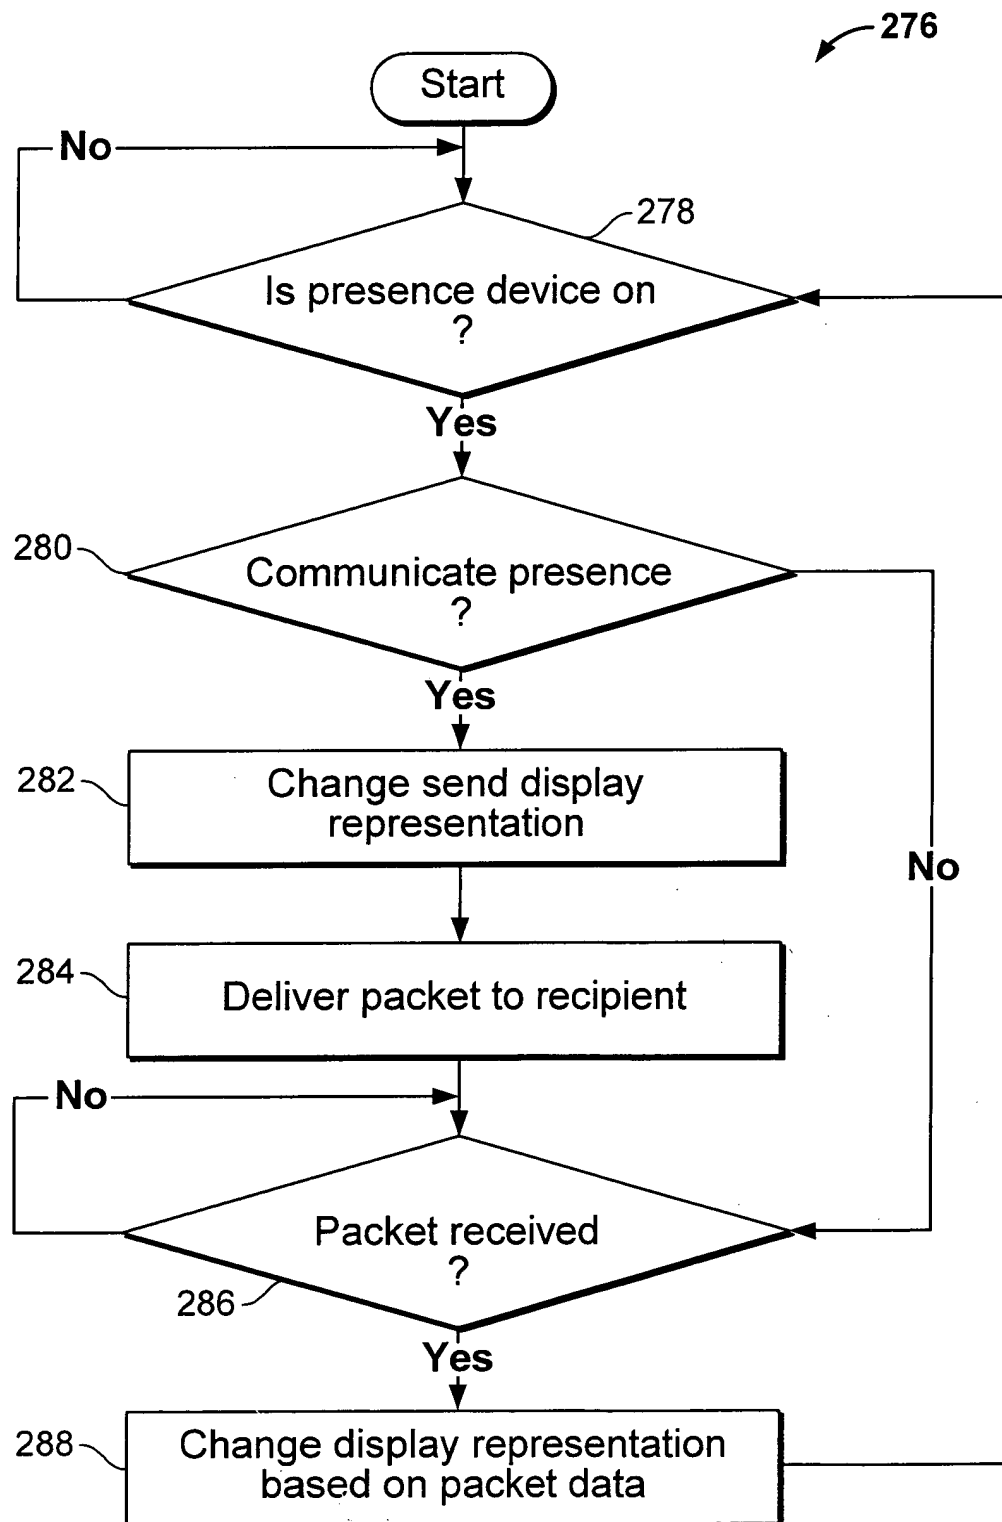 276
Start
No
278
Is presence device on
?
Yes
280
Communicate presence
?
Yes
282
Change send display
representation
No
284
Deliver packet to recipient
No
Packet received
?
286
Yes
288
Change display representation
based on packet data